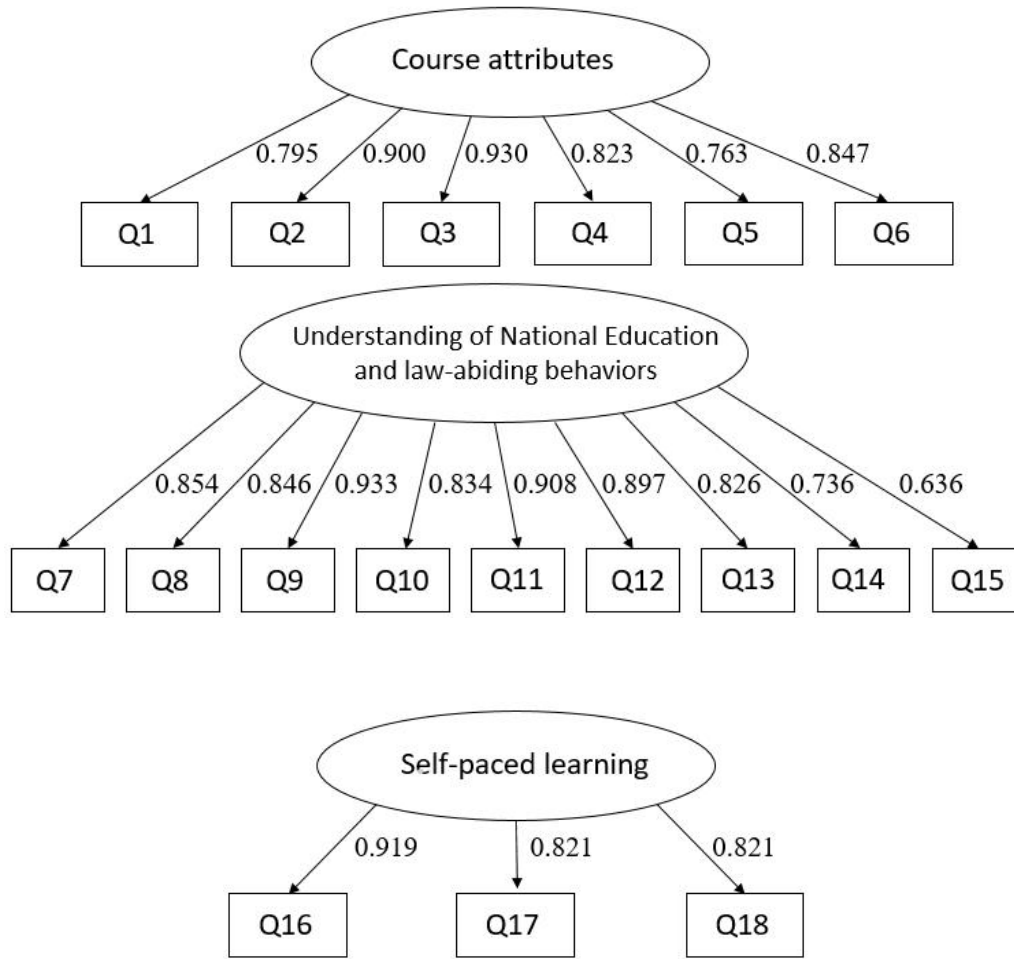 Course attributes
0.795 0.900 0.930 0.823 0.763 0.847
Q1 Q2 Q3 Q4 Q5 Q6
Understanding of National Education
and law-abiding behaviors
0.854 0.846 0.933 0.834 0.908 0.897 0.826 0.736 0.636
Q7 Q8 Q9 Q10 Q11 Q12 Q13 Q14 Q15
Self-paced learning
0.919 0.821 0.821
Q16 Q17 Q18